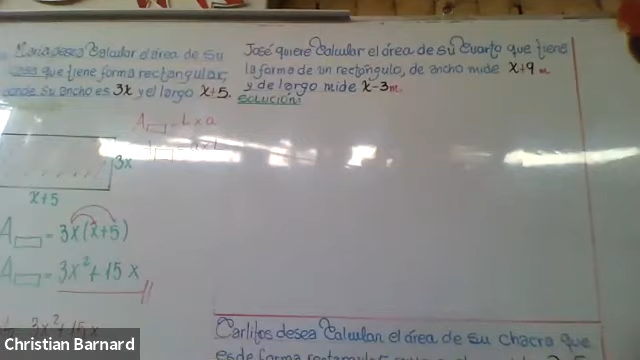 María desea Calcular el área de su
casa que tiene forma rectangular,
donde su ancho es 3x y el largo x+5.
A▭ = L x a
3x
x+5
A▭ = 3x(x+5)
A▭ = 3x²+15x
3x²+15x
José quiere Calcular el área de su Cuarto que tiene
la forma de un rectángulo, de ancho mide x+9 m
y de largo mide x-3m.
SOLUCIÓN:
Carlitos desea Calcular el área de su chacra que
es de forma
Christian Barnard